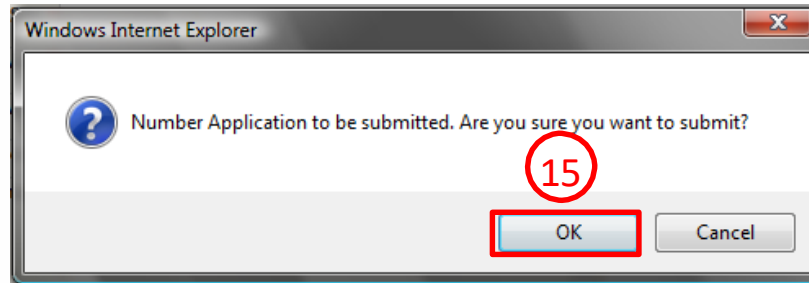 Windows Internet Explorer
Number Application to be submitted. Are you sure you want to submit?
15
OK
Cancel